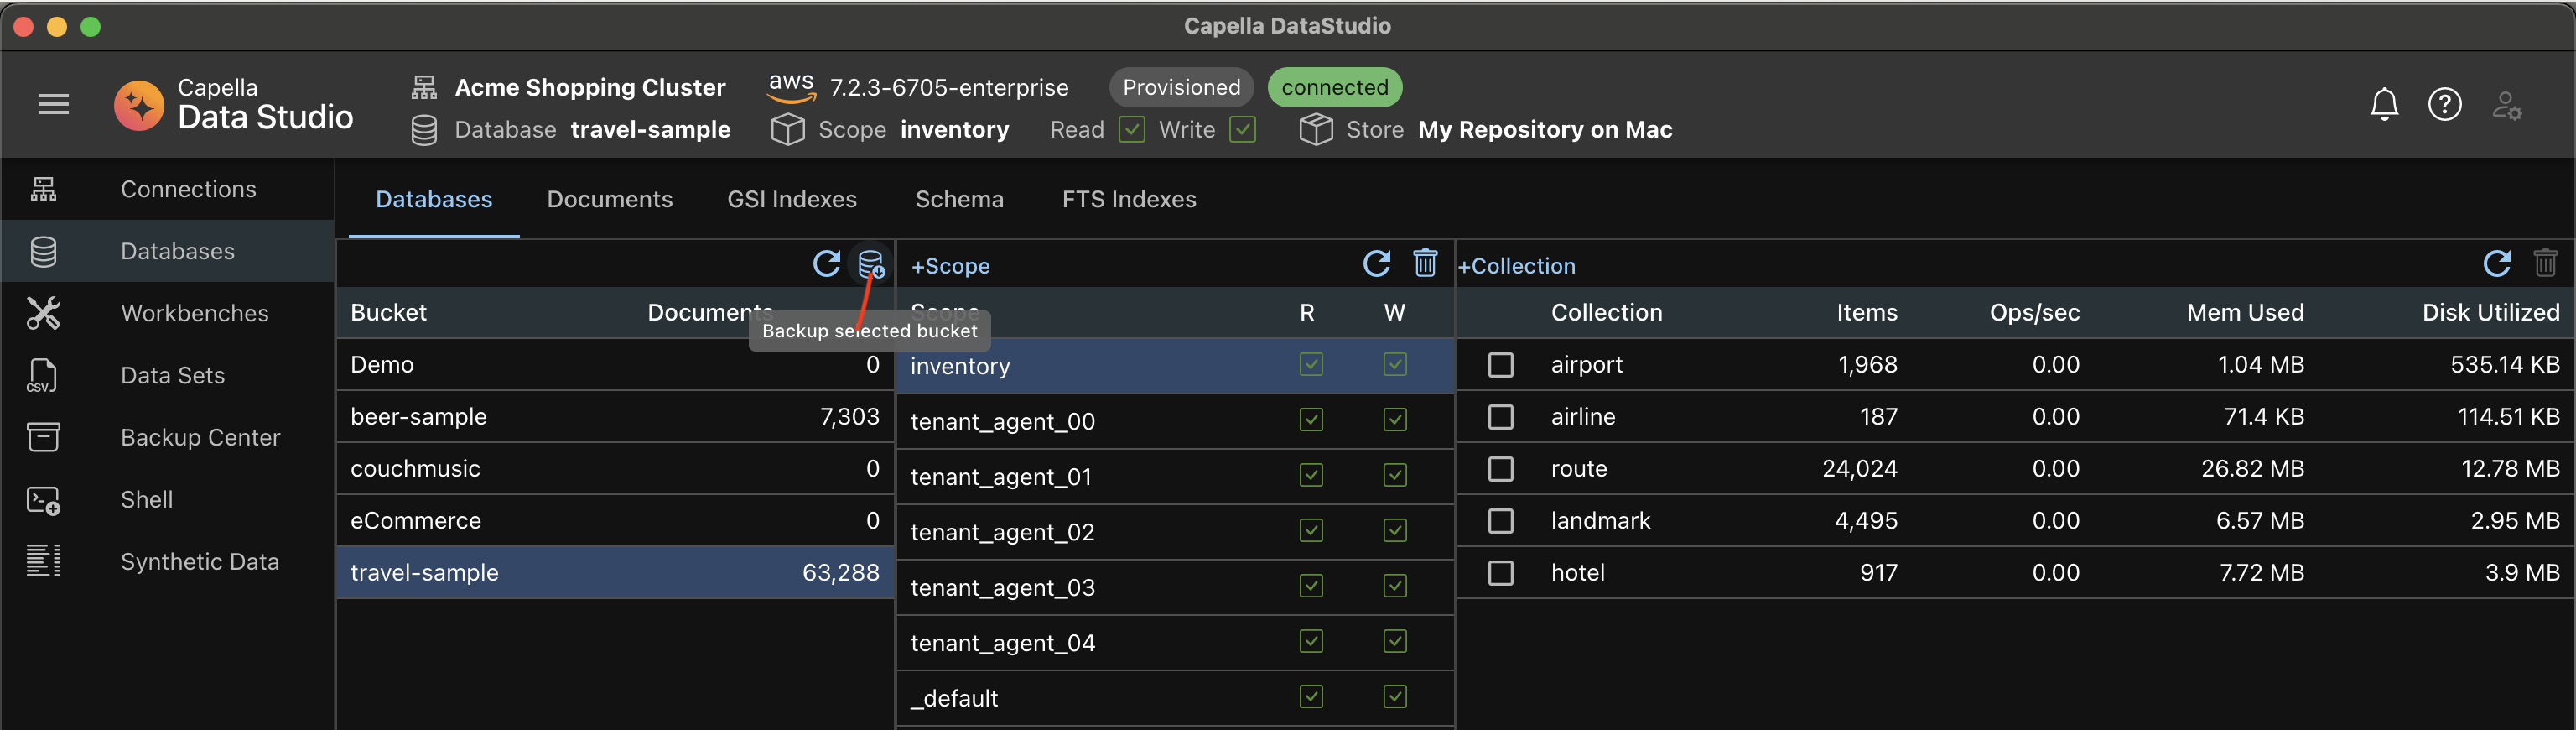 Capella DataStudio
Capella
Data Studio
Acme Shopping Cluster aws 7.2.3-6705-enterprise Provisioned connected
Database travel-sample Scope inventory Read Write Store My Repository on Mac
Connections
Databases
Workbenches
Data Sets
Backup Center
Shell
Synthetic Data
CSV
Databases Documents GSI Indexes Schema FTS Indexes
Bucket Documents
Backup selected bucket
Demo 0
beer-sample 7,303
couchmusic 0
eCommerce 0
travel-sample 63,288
+Scope
Scope R W
inventory
tenant_agent_00
tenant_agent_01
tenant_agent_02
tenant_agent_03
tenant_agent_04
_default
+Collection
Collection Items Ops/sec Mem Used Disk Utilized
airport 1,968 0.00 1.04 MB 535.14 KB
airline 187 0.00 71.4 KB 114.51 KB
route 24,024 0.00 26.82 MB 12.78 MB
landmark 4,495 0.00 6.57 MB 2.95 MB
hotel 917 0.00 7.72 MB 3.9 MB